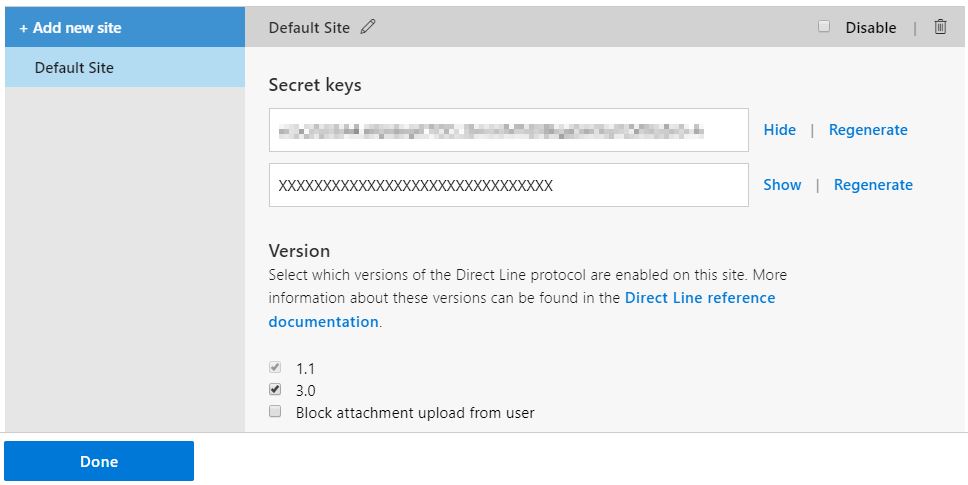 + Add new site
Default Site
Default Site
Disable |
Secret keys
Hide | Regenerate
XXXXXXXXXXXXXXXXXXXXXXXXXXXXXXX
Show | Regenerate
Version
Select which versions of the Direct Line protocol are enabled on this site. More
information about these versions can be found in the Direct Line reference
documentation.
1.1
3.0
Block attachment upload from user
Done